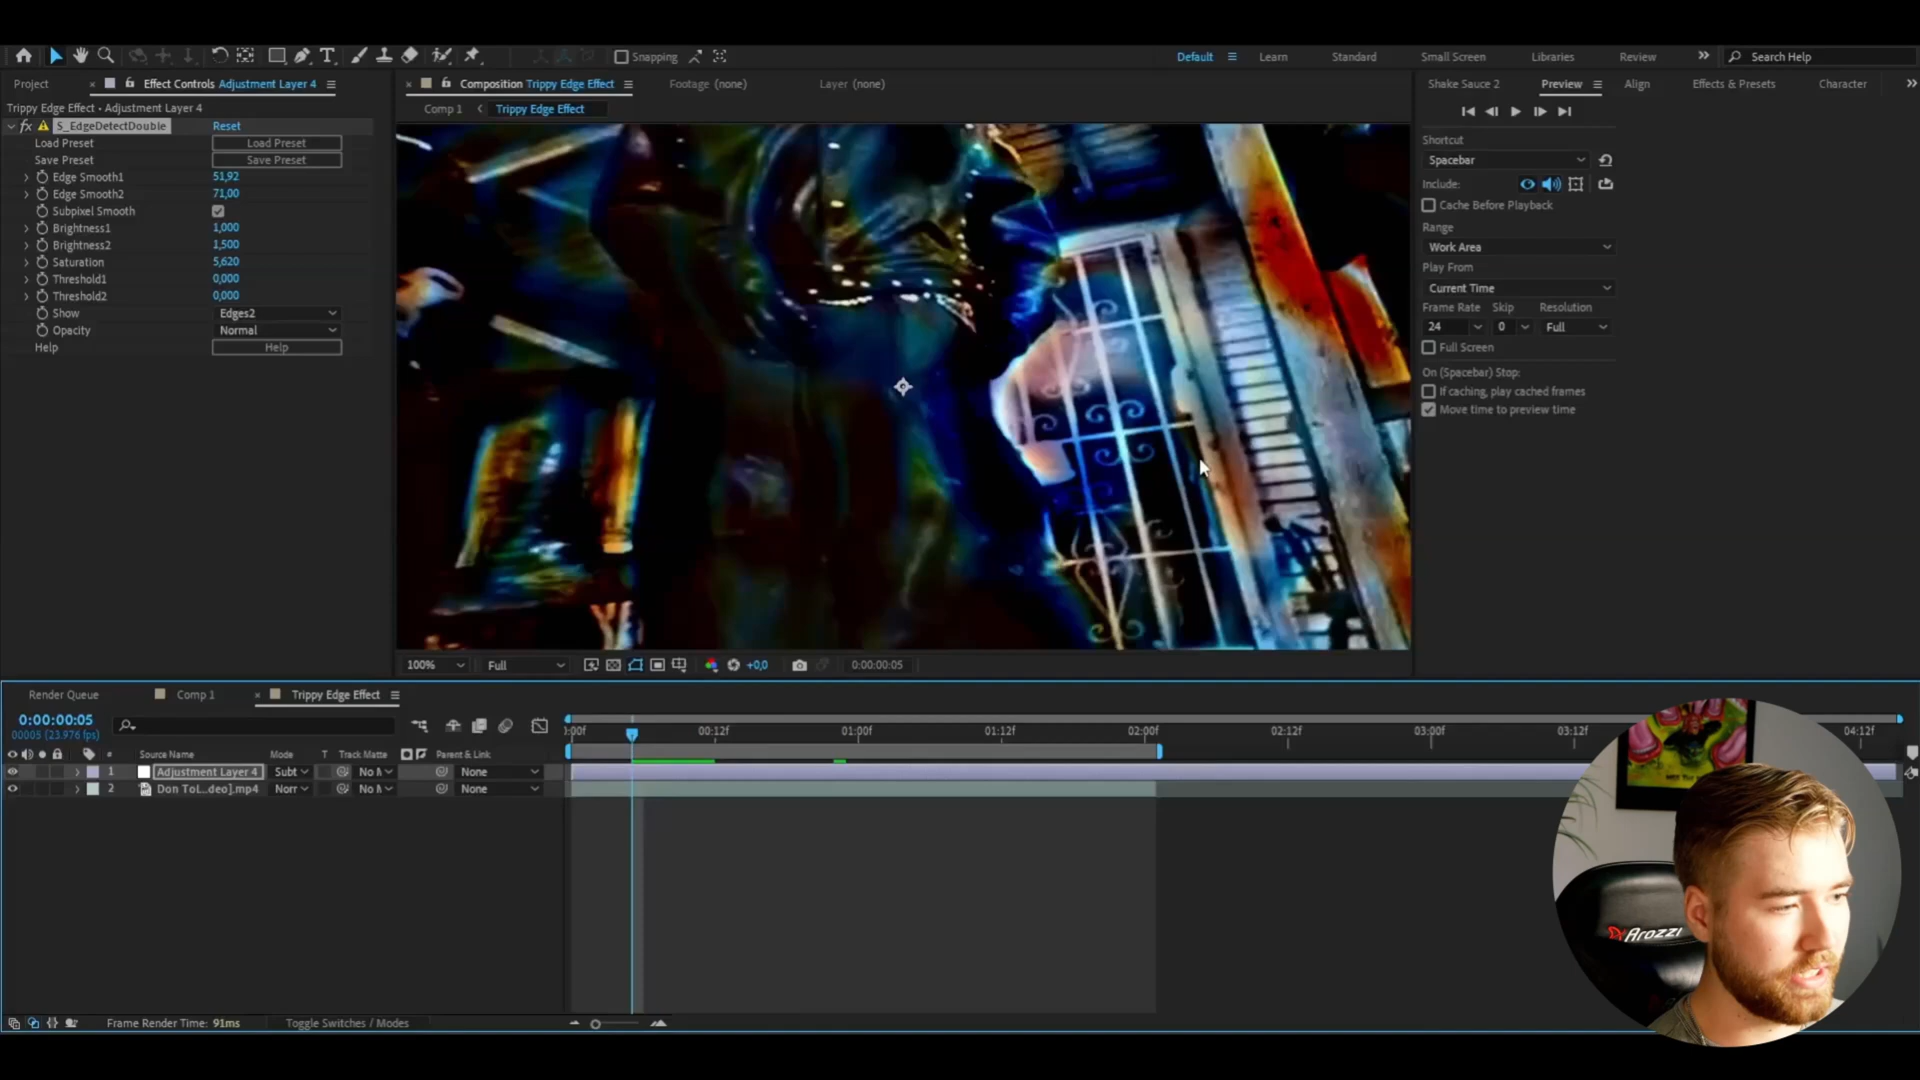 Snapping
Default
Learn
Standard
Small Screen
Libraries
Review
Search Help
Project
Effect Controls Adjustment Layer 4
Composition Trippy Edge Effect
Footage (none)
Layer (none)
Shake Sauce 2
Preview
Align
Effects & Presets
Character
Trippy Edge Effect • Adjustment Layer 4
Comp 1
Trippy Edge Effect
fx S_EdgeDetectDouble Reset
Load Preset Load Preset
Save Preset Save Preset
Edge Smooth1 51,92
Edge Smooth2 71,00
Subpixel Smooth
Brightness1 1,000
Brightness2 1,500
Saturation 5,620
Threshold1 0,000
Threshold2 0,000
Show Edges2
Opacity Normal
Help Help
Shortcut
Spacebar
Include:
Cache Before Playback
Range
Work Area
Play From
Current Time
Frame Rate Skip Resolution
24 0 Full
Full Screen
On (Spacebar) Stop:
If caching, play cached frames
Move time to preview time
100% Full +0,0 0:00:00:05
Render Queue
Comp 1
Trippy Edge Effect
0:00:00:05
00005 (23.976 fps)
:00f 00:12f 01:00f 01:12f 02:00f 02:12f 03:00f 03:12f 04:12f
# Source Name Mode T Track Matte Parent & Link
1 Adjustment Layer 4 Subt No M None
2 Don Tol...deo].mp4 Norr No M None
Arozzi
Frame Render Time: 91ms
Toggle Switches / Modes